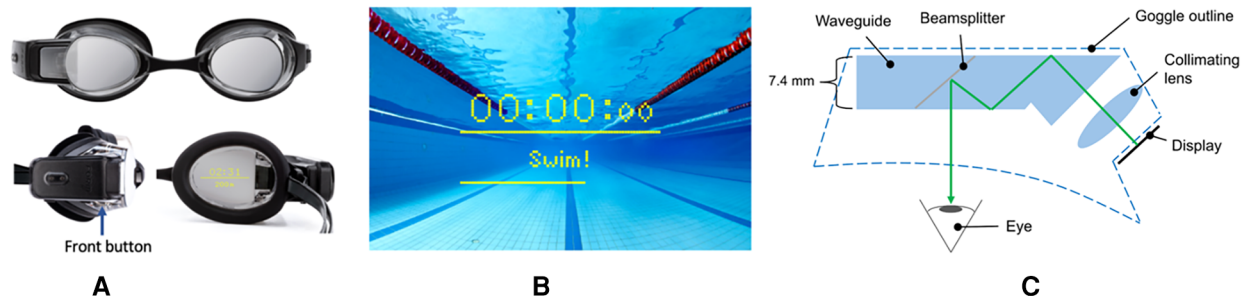 Front button
A
02:31
00:00:00
Swim!
B
Waveguide
Beamsplitter
Goggle outline
Collimating
lens
7.4 mm
Display
Eye
C